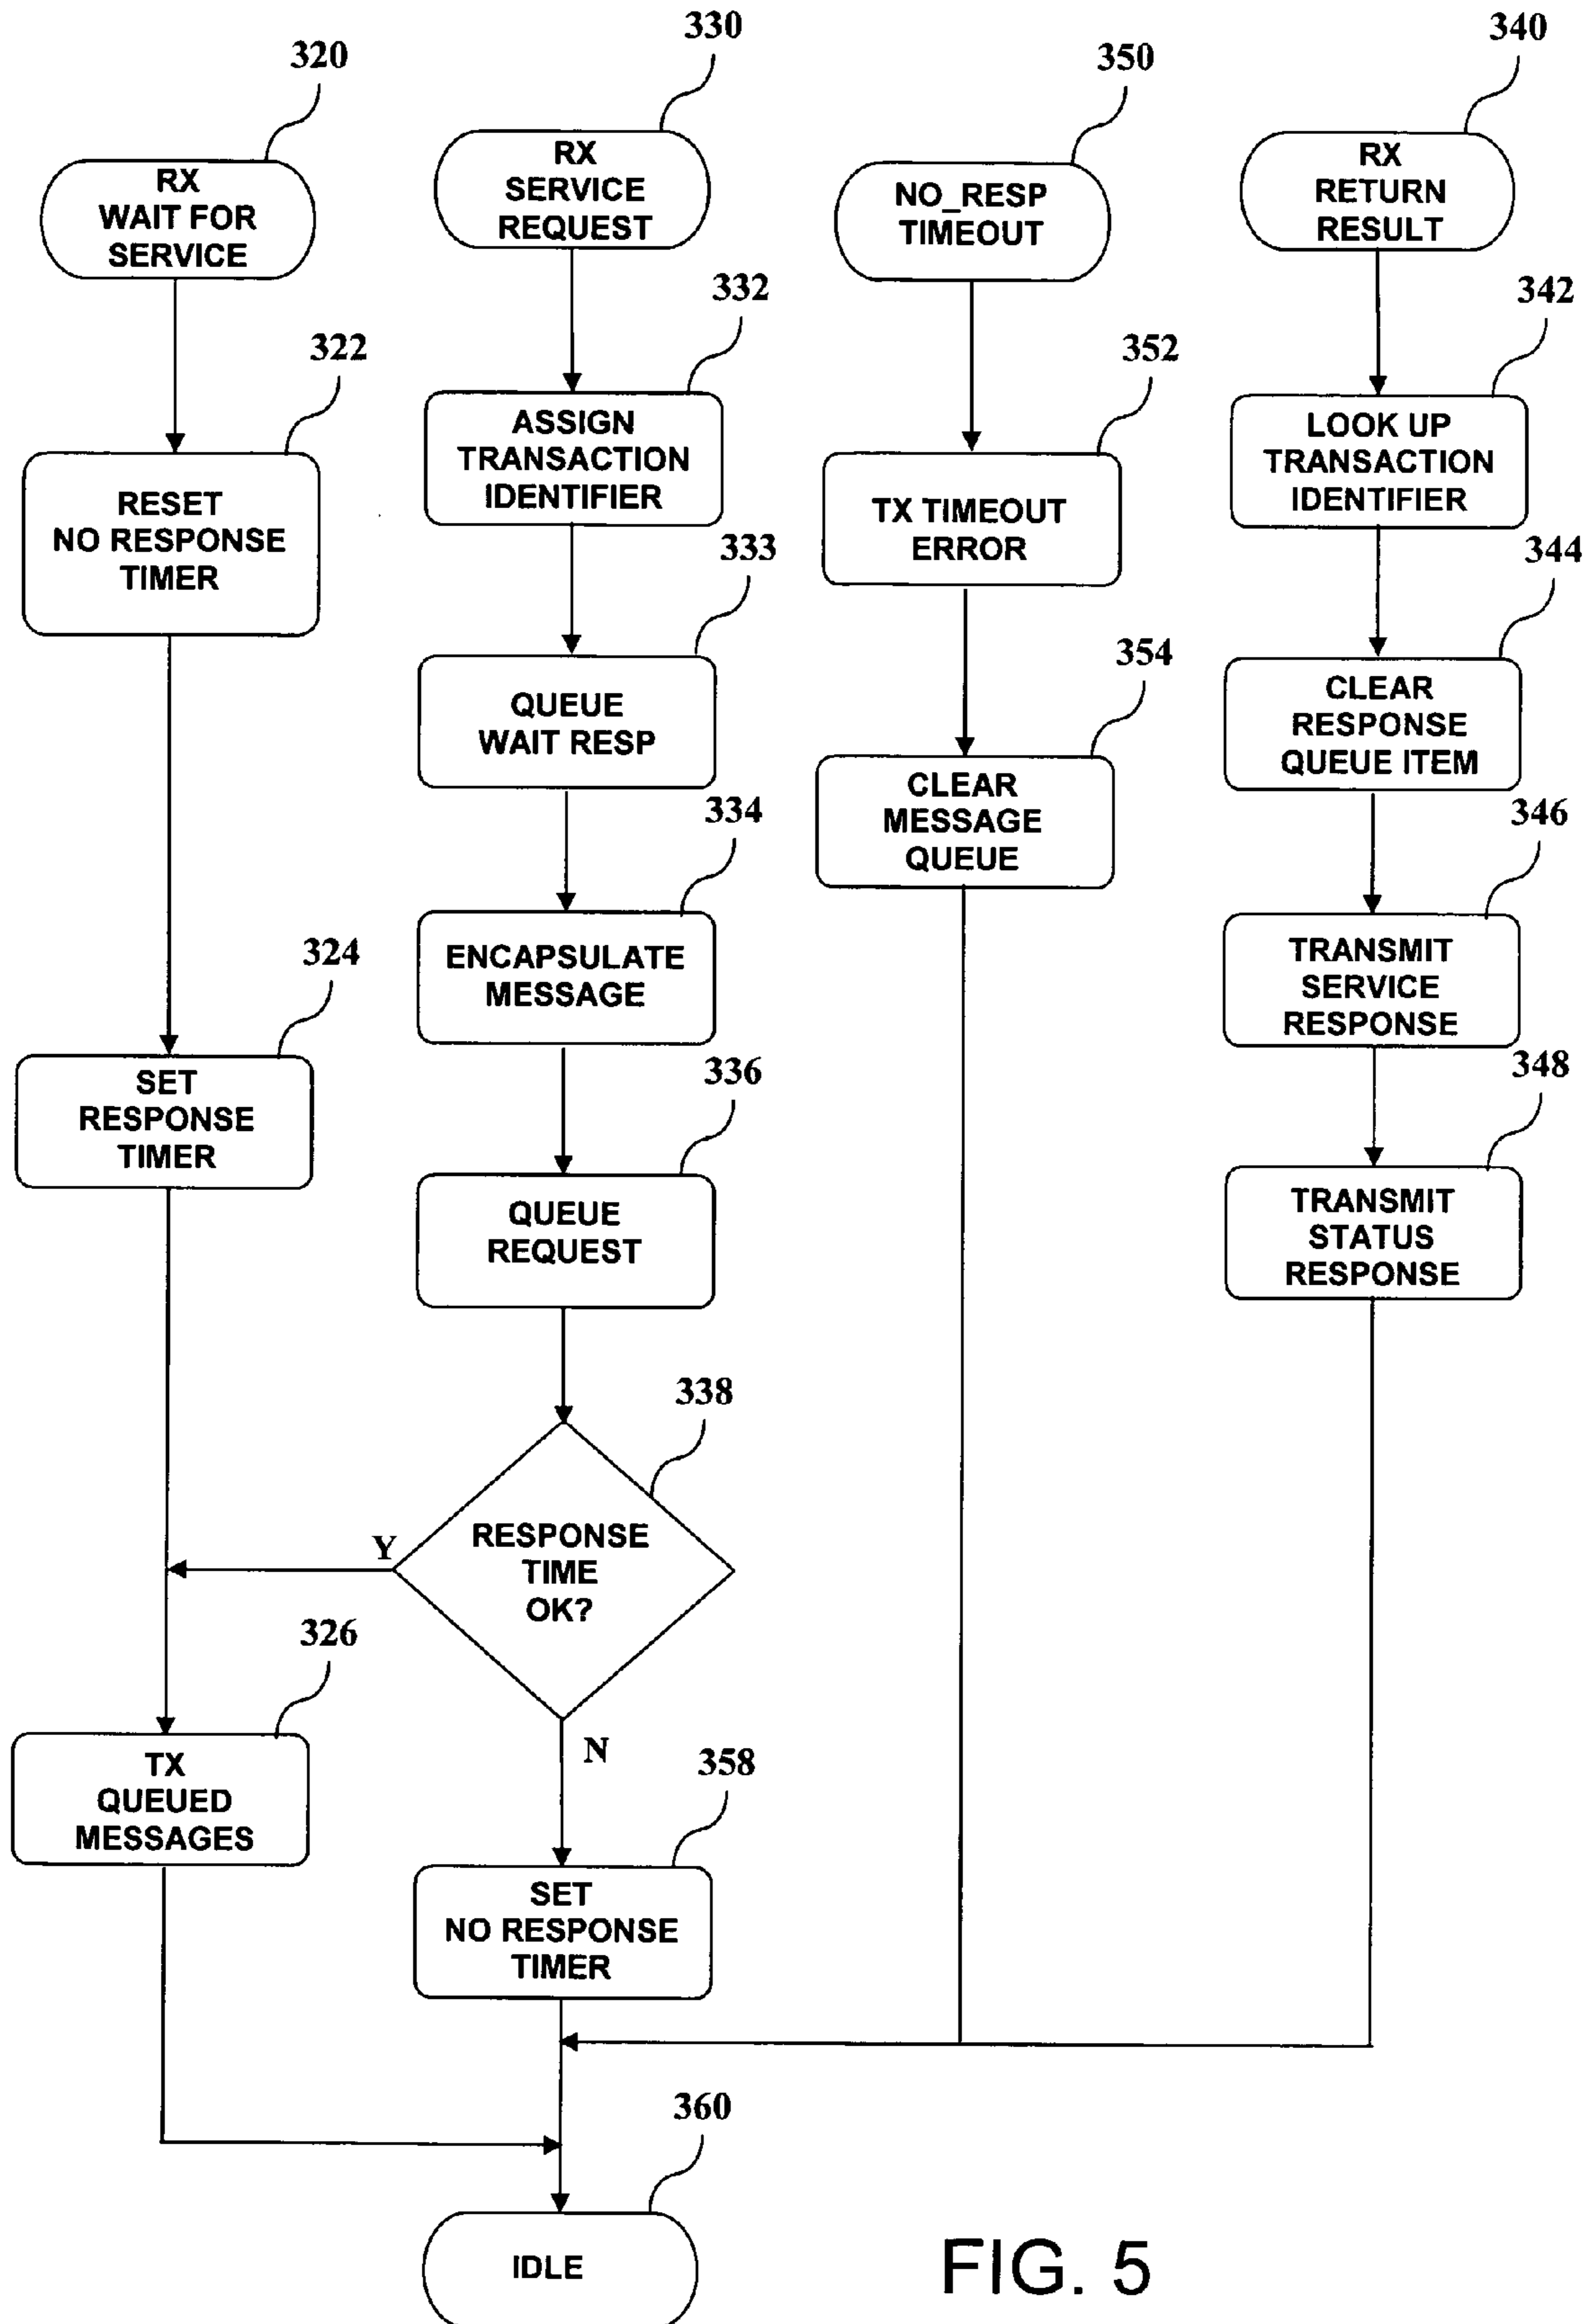 320
RX
WAIT FOR
SERVICE
322
RESET
NO RESPONSE
TIMER
324
SET
RESPONSE
TIMER
326
TX
QUEUED
MESSAGES
330
RX
SERVICE
REQUEST
332
ASSIGN
TRANSACTION
IDENTIFIER
333
QUEUE
WAIT RESP
334
ENCAPSULATE
MESSAGE
336
QUEUE
REQUEST
338
RESPONSE
TIME
OK?
Y
N
358
SET
NO RESPONSE
TIMER
360
IDLE
350
NO_RESP
TIMEOUT
352
TX TIMEOUT
ERROR
354
CLEAR
MESSAGE
QUEUE
340
RX
RETURN
RESULT
342
LOOK UP
TRANSACTION
IDENTIFIER
344
CLEAR
RESPONSE
QUEUE ITEM
346
TRANSMIT
SERVICE
RESPONSE
348
TRANSMIT
STATUS
RESPONSE
FIG. 5